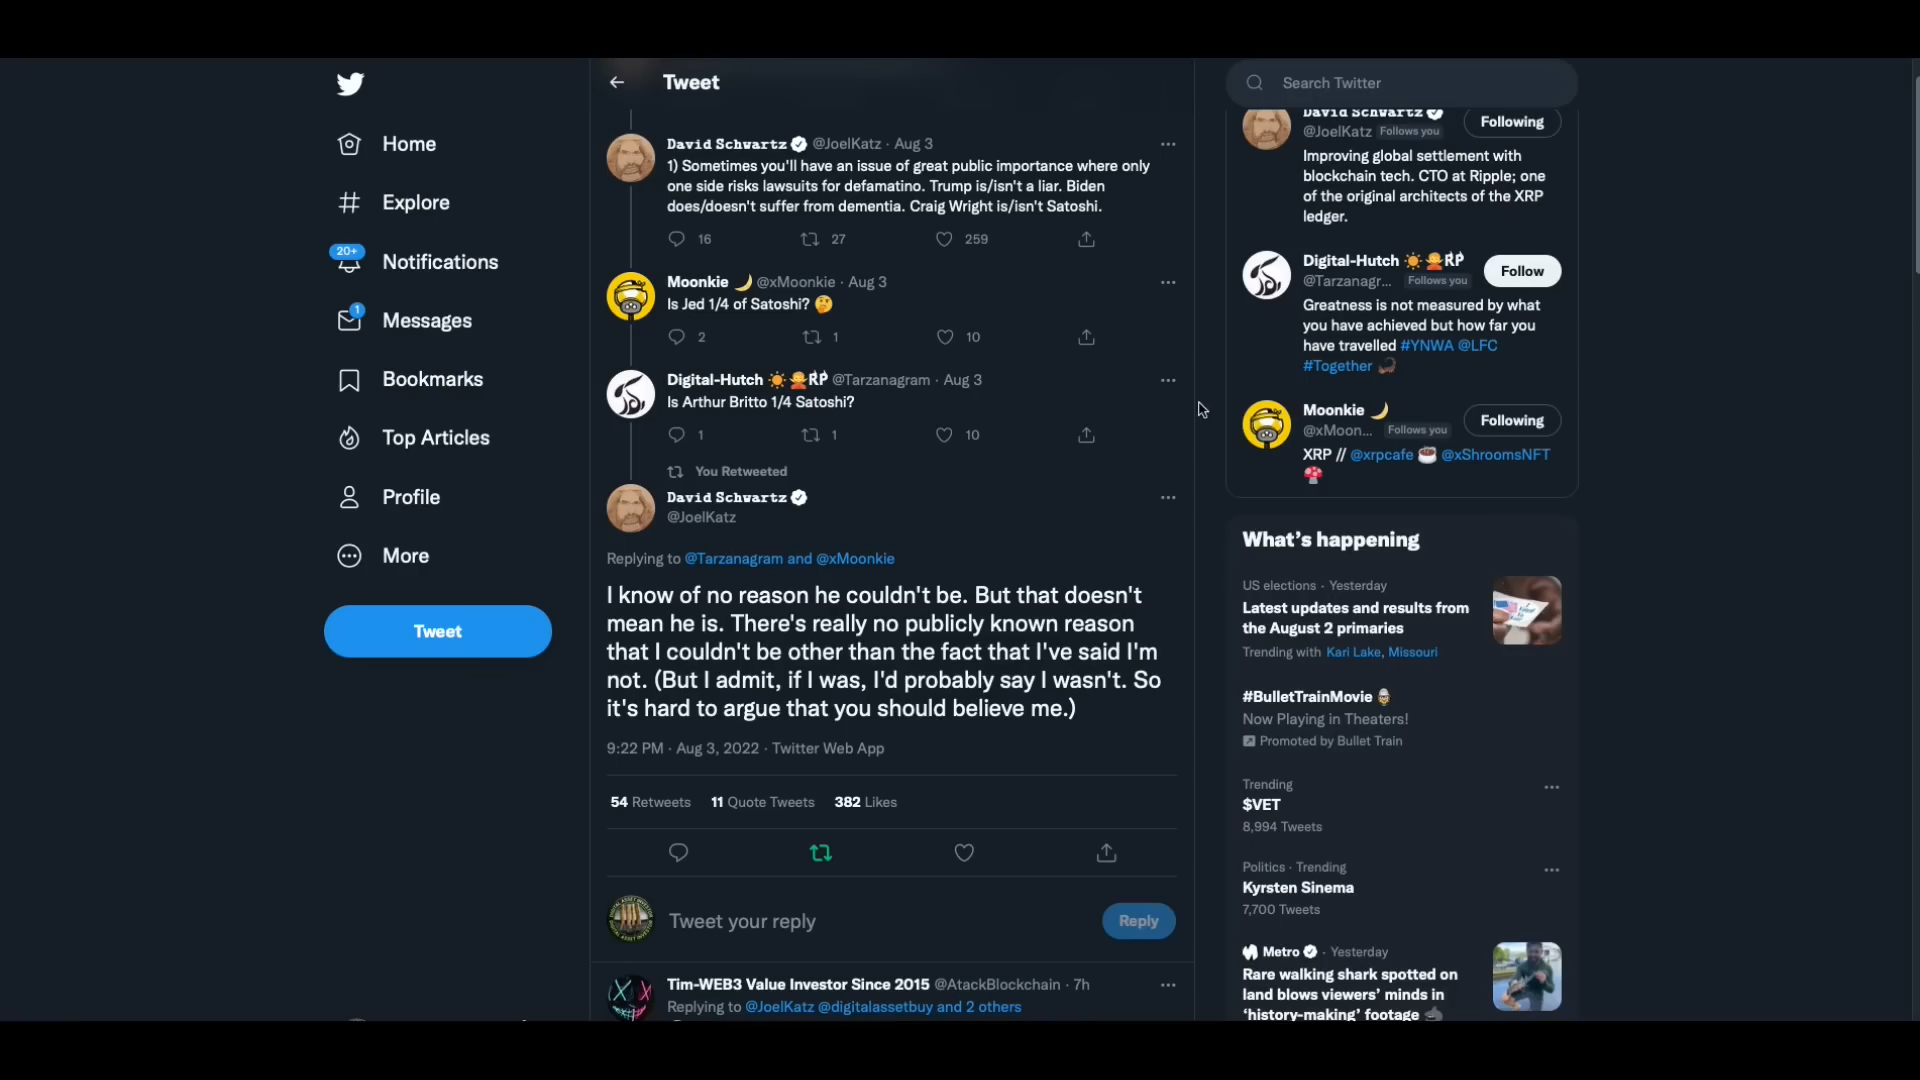 Home
Explore
20+
Notifications
1
Messages
Bookmarks
Top Articles
Profile
More
Tweet
← Tweet
David Schwartz @JoelKatz · Aug 3
1) Sometimes you'll have an issue of great public importance where only
one side risks lawsuits for defamatino. Trump is/isn't a liar. Biden
does/doesn't suffer from dementia. Craig Wright is/isn't Satoshi.
16 27 259
Moonkie 🌙 @xMoonkie · Aug 3
Is Jed 1/4 of Satoshi? 🤔
2 1 10
Digital-Hutch @Tarzanagram · Aug 3
Is Arthur Britto 1/4 Satoshi?
1 1 10
You Retweeted
David Schwartz
@JoelKatz
Replying to @Tarzanagram and @xMoonkie
I know of no reason he couldn't be. But that doesn't
mean he is. There's really no publicly known reason
that I couldn't be other than the fact that I've said I'm
not. (But I admit, if I was, I'd probably say I wasn't. So
it's hard to argue that you should believe me.)
9:22 PM · Aug 3, 2022 · Twitter Web App
54 Retweets 11 Quote Tweets 382 Likes
Tweet your reply
Reply
Tim-WEB3 Value Investor Since 2015 @AtackBlockchain · 7h
Replying to @JoelKatz @digitalassetbuy and 2 others
Search Twitter
David Schwartz
@JoelKatz Follows you
Following
Improving global settlement with
blockchain tech. CTO at Ripple; one
of the original architects of the XRP
ledger.
Digital-Hutch
@Tarzanagr... Follows you
Follow
Greatness is not measured by what
you have achieved but how far you
have travelled #YNWA @LFC
#Together
Moonkie 🌙
@xMoon... Follows you
Following
XRP // @xrpcafe ☕ @xShroomsNFT
🍄
What's happening
US elections · Yesterday
Latest updates and results from
the August 2 primaries
Trending with Kari Lake, Missouri
#BulletTrainMovie
Now Playing in Theaters!
Promoted by Bullet Train
Trending
$VET
8,994 Tweets
Politics · Trending
Kyrsten Sinema
7,700 Tweets
Metro · Yesterday
Rare walking shark spotted on
land blows viewers' minds in
'history-making' footage 🦈